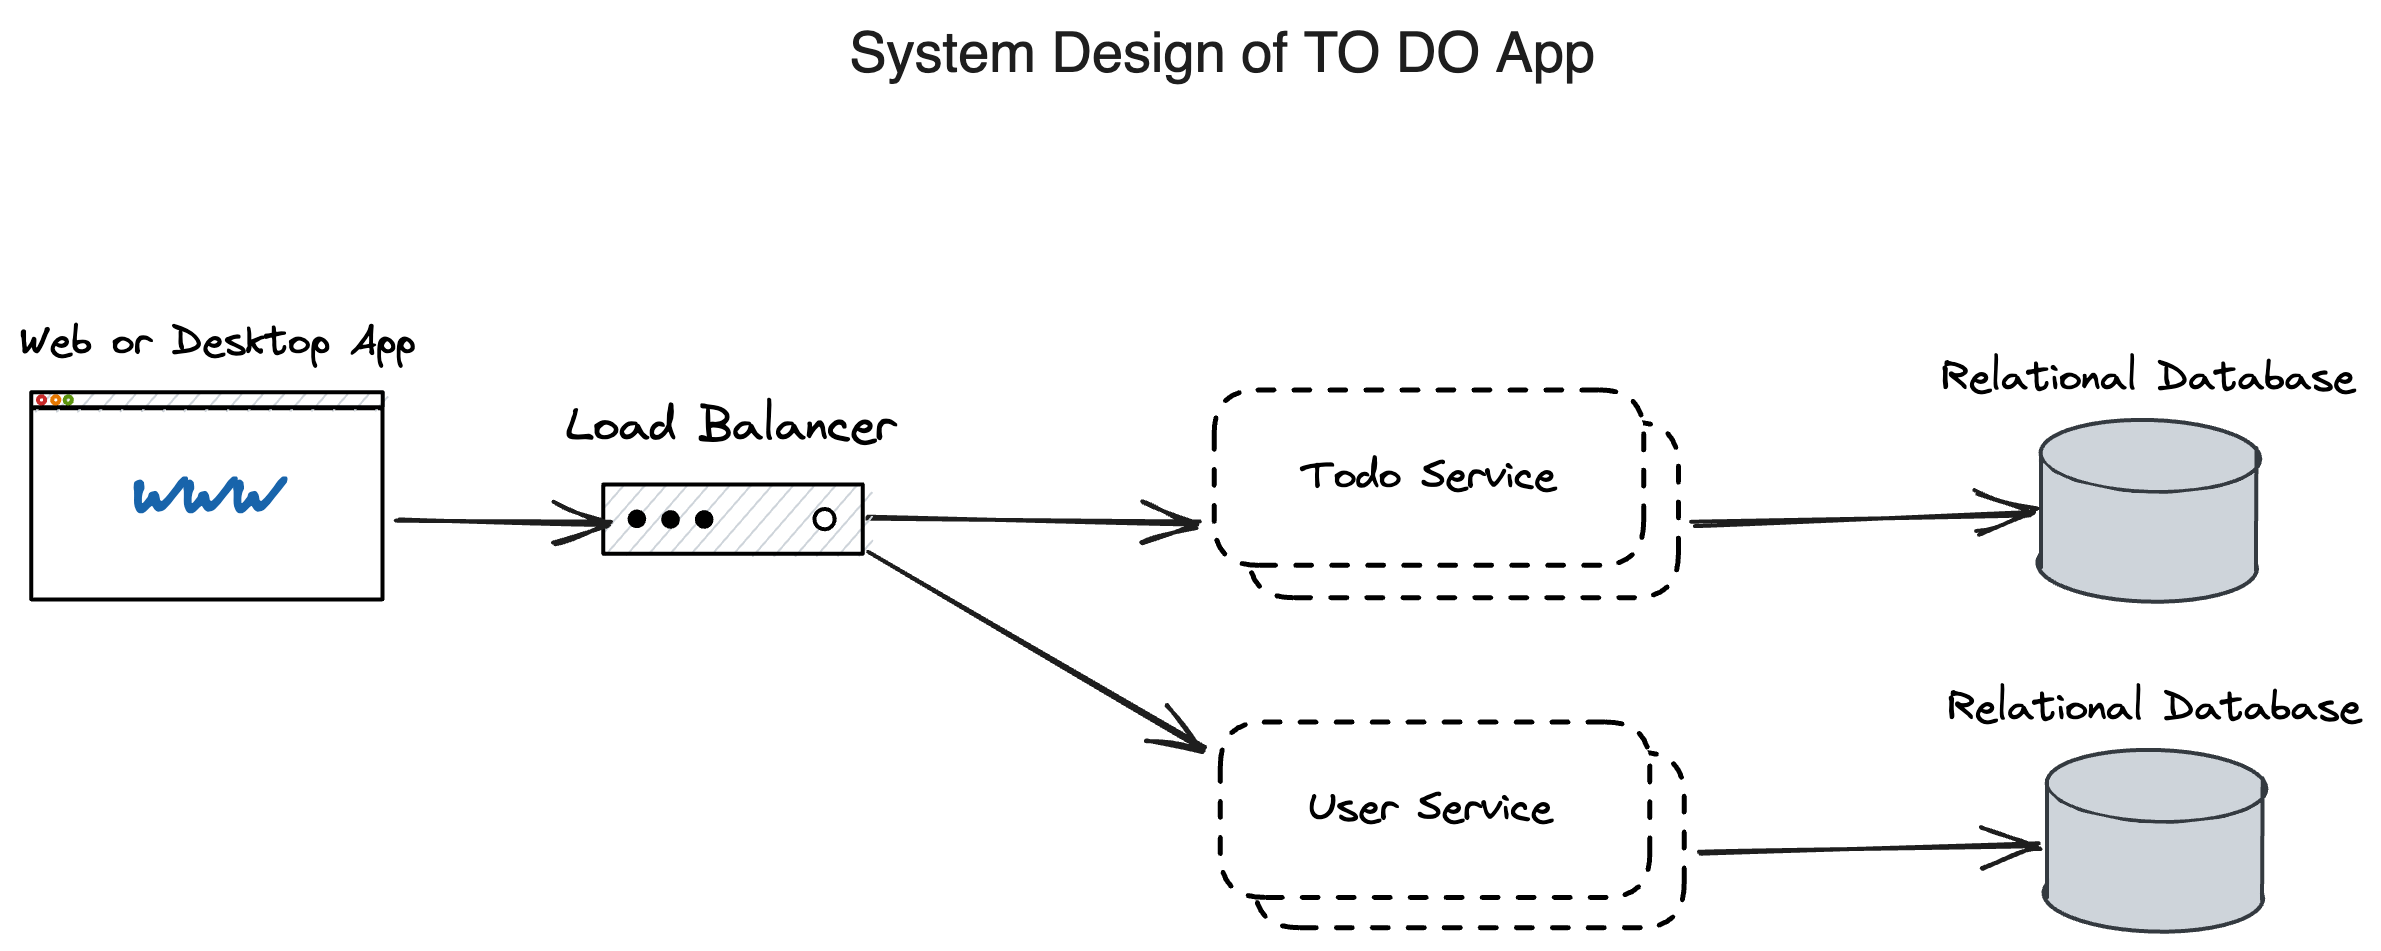 System Design of TO DO App
Web or Desktop App
www
Load Balancer
Todo Service
Relational Database
User Service
Relational Database